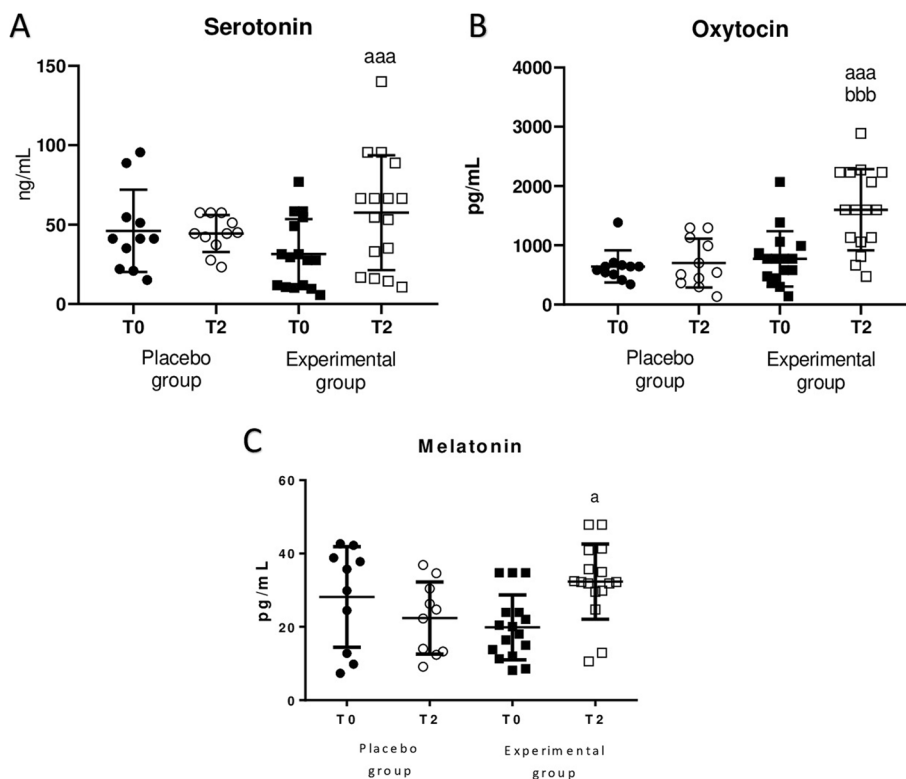 A
Serotonin
aaa
150
100
50
0
ng/mL
T0
T2
T0
T2
Placebo
group
Experimental
group
B
Oxytocin
aaa
bbb
4000
3000
2000
1000
0
pg/mL
T0
T2
T0
T2
Placebo
group
Experimental
group
C
Melatonin
a
60
40
20
0
pg/mL
T0
T2
T0
T2
Placebo
group
Experimental
group